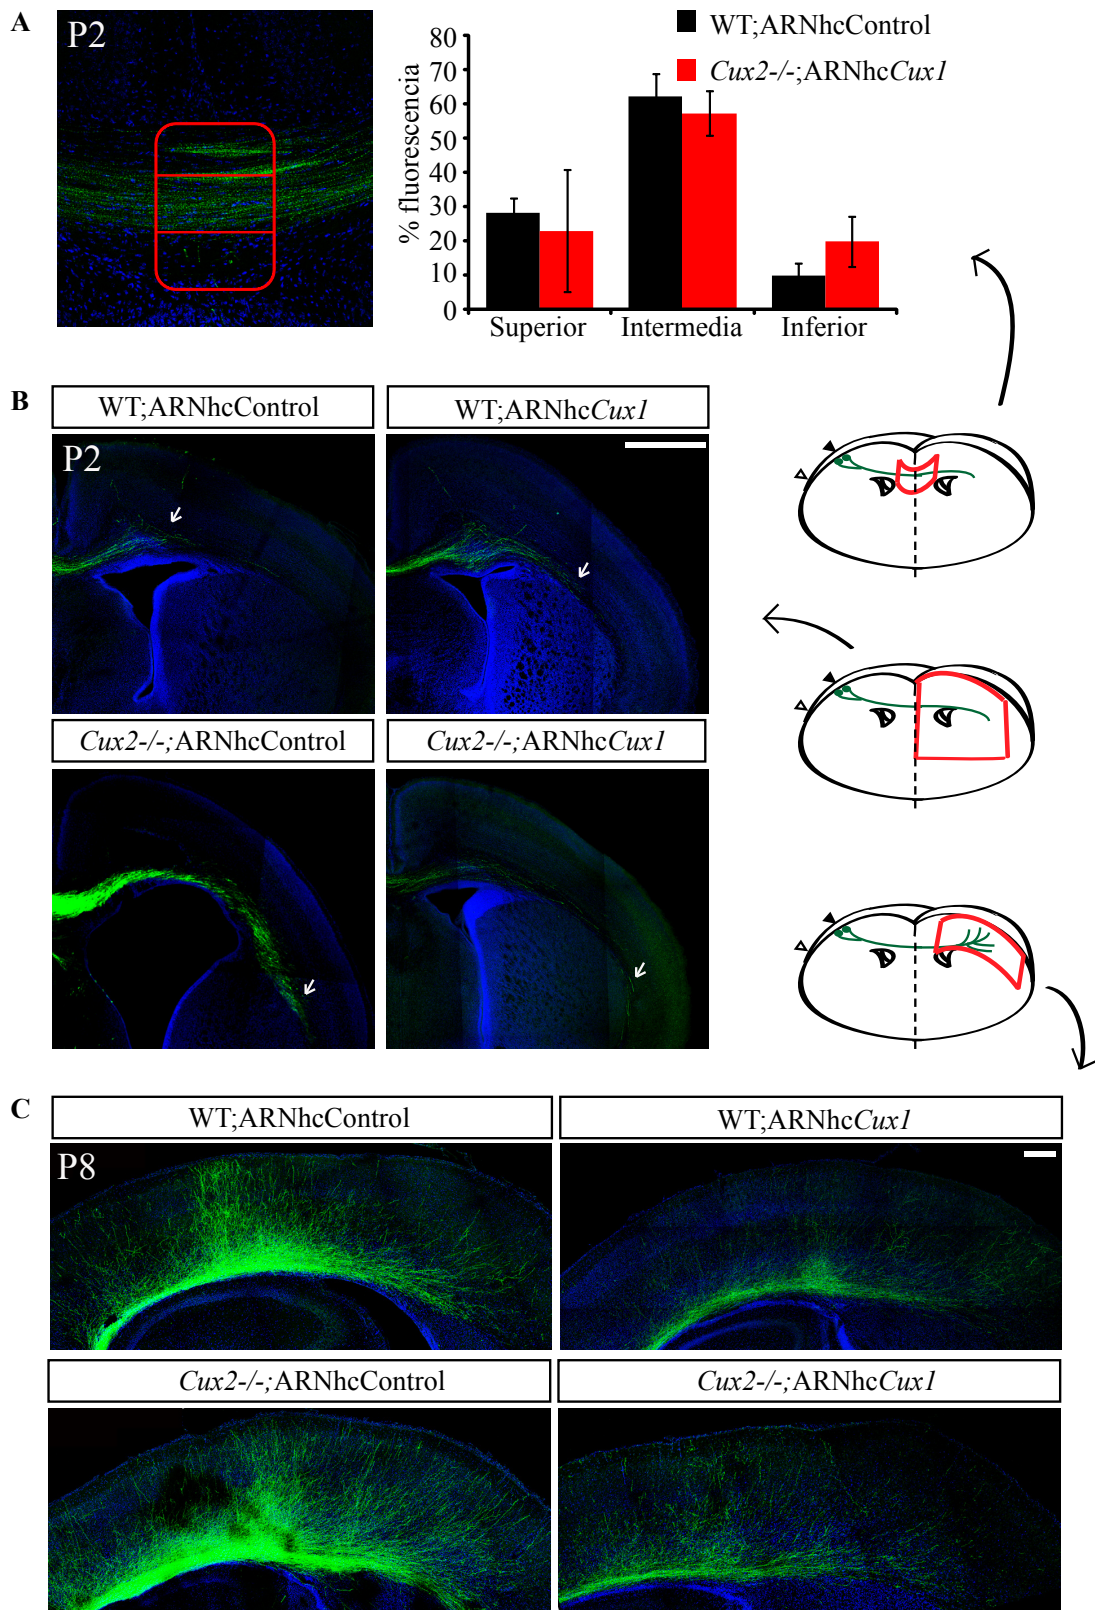 A
P2
WT;ARNhcControl
Cux2-/-;ARNhcCux1
% fluorescencia
80
70
60
50
40
30
20
10
0
Superior
Intermedia
Inferior
B
WT;ARNhcControl
WT;ARNhcCux1
P2
Cux2-/-;ARNhcControl
Cux2-/-;ARNhcCux1
C
WT;ARNhcControl
WT;ARNhcCux1
P8
Cux2-/-;ARNhcControl
Cux2-/-;ARNhcCux1